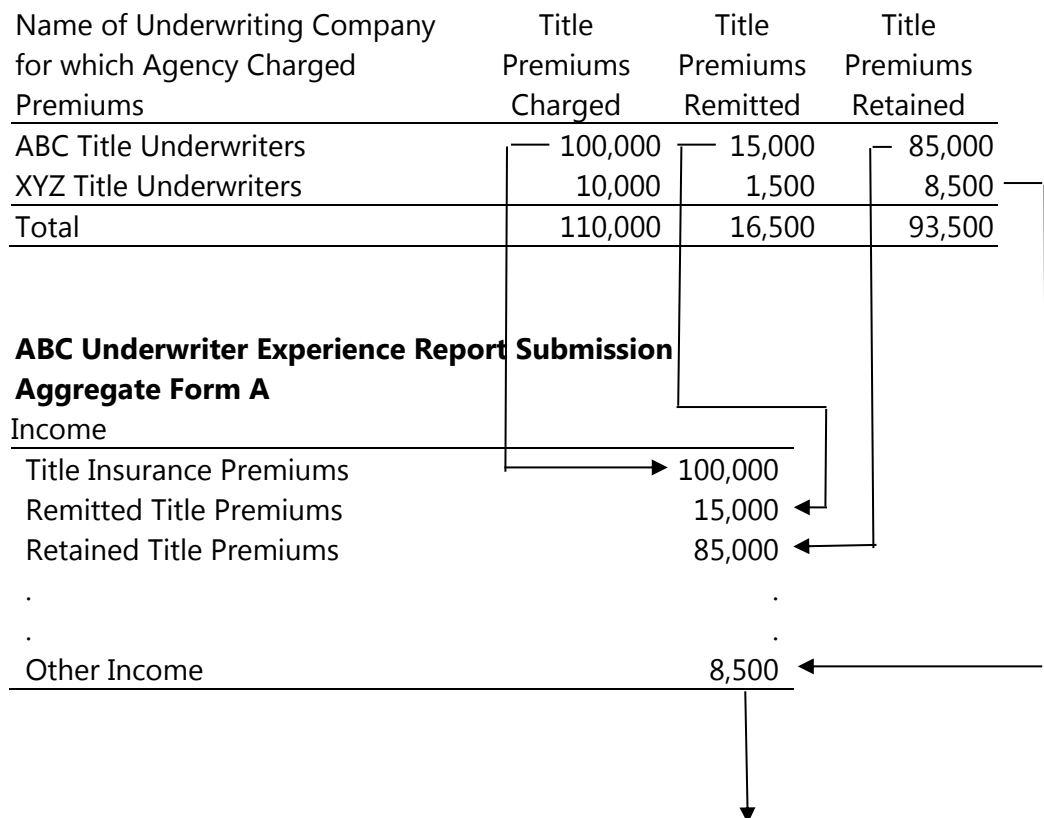 Name of Underwriting Company Title Title Title
for which Agency Charged Premiums Premiums Premiums
Premiums Charged Remitted Retained
ABC Title Underwriters 100,000 15,000 85,000
XYZ Title Underwriters 10,000 1,500 8,500
Total 110,000 16,500 93,500
ABC Underwriter Experience Report Submission
Aggregate Form A
Income
Title Insurance Premiums 100,000
Remitted Title Premiums 15,000
Retained Title Premiums 85,000
. .
. .
Other Income 8,500